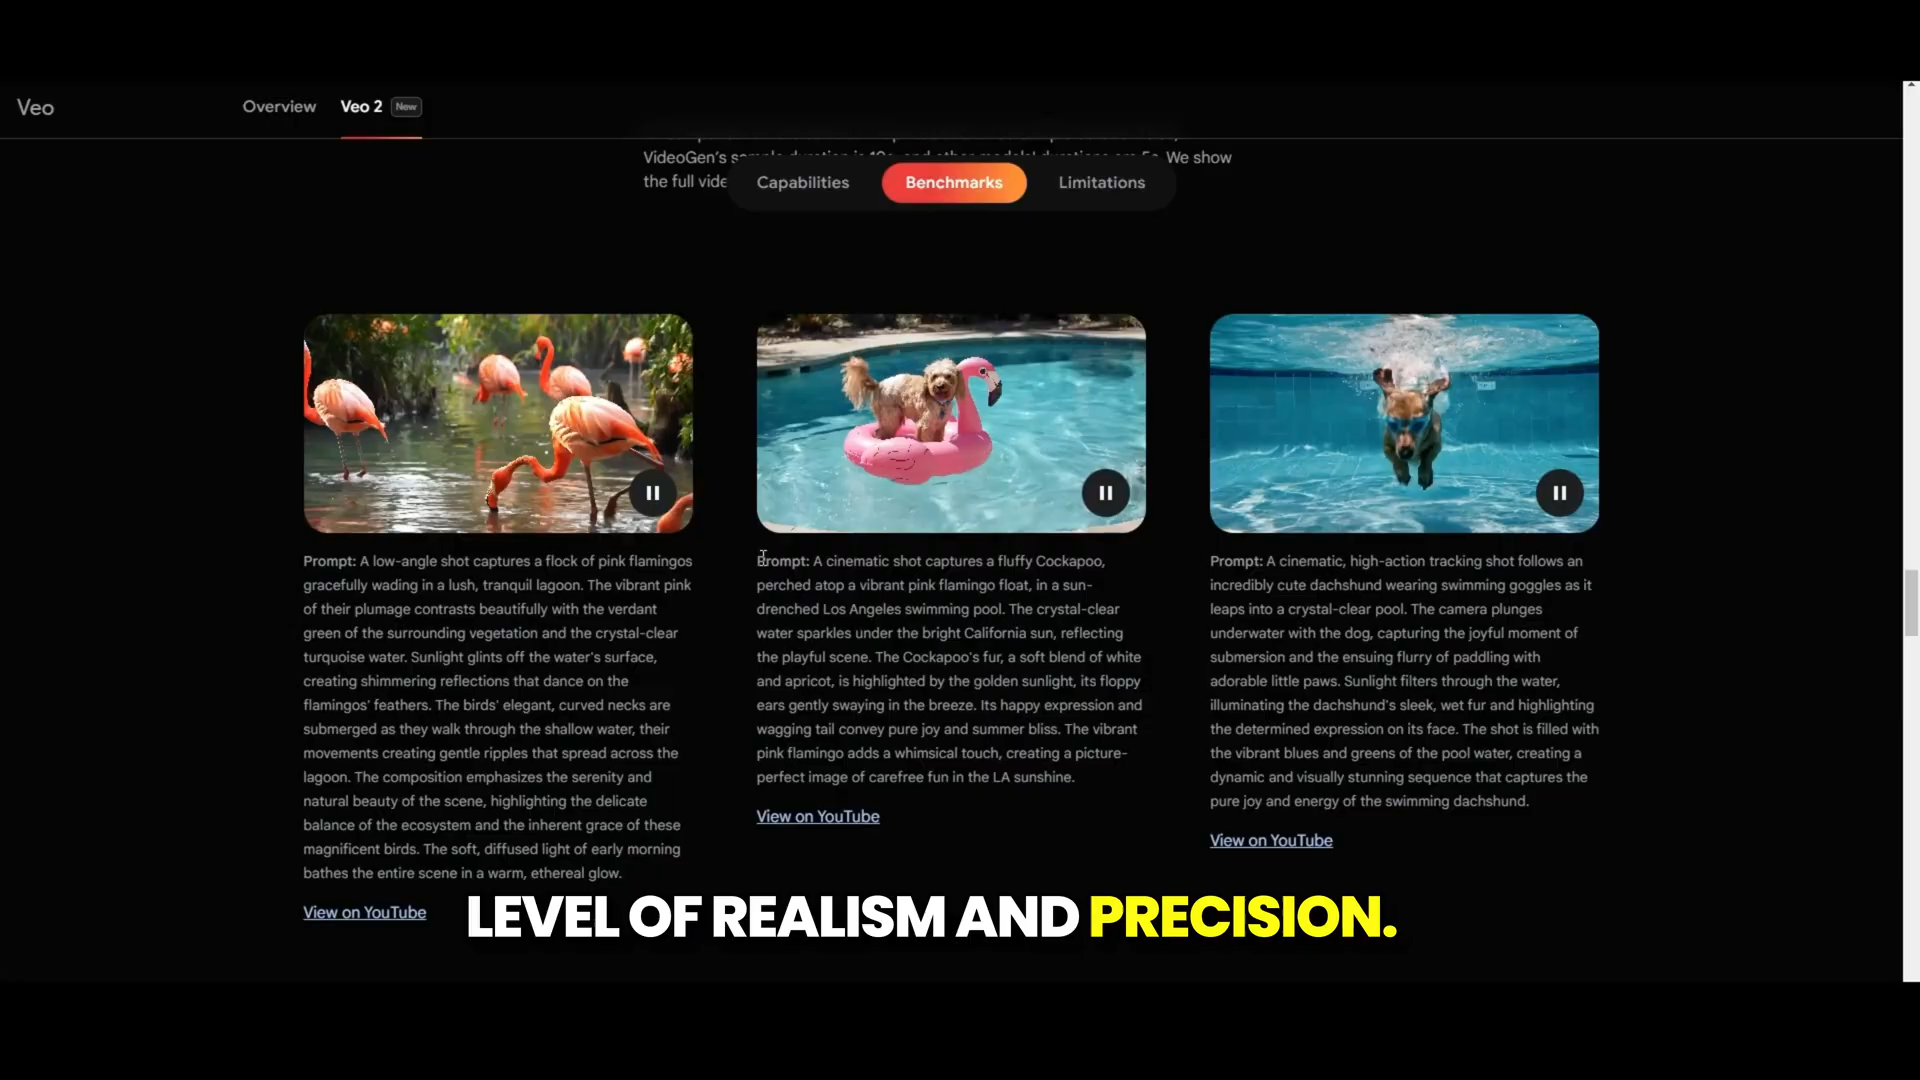 Veo
Overview
Veo 2 New
VideoGen's sample duration is 10s, and other models' durations are 5s. We show
the full vide
Capabilities
Benchmarks
Limitations
Prompt: A low-angle shot captures a flock of pink flamingos
gracefully wading in a lush, tranquil lagoon. The vibrant pink
of their plumage contrasts beautifully with the verdant
green of the surrounding vegetation and the crystal-clear
turquoise water. Sunlight glints off the water's surface,
creating shimmering reflections that dance on the
flamingos' feathers. The birds' elegant, curved necks are
submerged as they walk through the shallow water, their
movements creating gentle ripples that spread across the
lagoon. The composition emphasizes the serenity and
natural beauty of the scene, highlighting the delicate
balance of the ecosystem and the inherent grace of these
magnificent birds. The soft, diffused light of early morning
bathes the entire scene in a warm, ethereal glow.
View on YouTube
Prompt: A cinematic shot captures a fluffy Cockapoo,
perched atop a vibrant pink flamingo float, in a sun-
drenched Los Angeles swimming pool. The crystal-clear
water sparkles under the bright California sun, reflecting
the playful scene. The Cockapoo's fur, a soft blend of white
and apricot, is highlighted by the golden sunlight, its floppy
ears gently swaying in the breeze. Its happy expression and
wagging tail convey pure joy and summer bliss. The vibrant
pink flamingo adds a whimsical touch, creating a picture-
perfect image of carefree fun in the LA sunshine.
View on YouTube
Prompt: A cinematic, high-action tracking shot follows an
incredibly cute dachshund wearing swimming goggles as it
leaps into a crystal-clear pool. The camera plunges
underwater with the dog, capturing the joyful moment of
submersion and the ensuing flurry of paddling with
adorable little paws. Sunlight filters through the water,
illuminating the dachshund's sleek, wet fur and highlighting
the determined expression on its face. The shot is filled with
the vibrant blues and greens of the pool water, creating a
dynamic and visually stunning sequence that captures the
pure joy and energy of the swimming dachshund.
View on YouTube
LEVEL OF REALISM AND PRECISION.